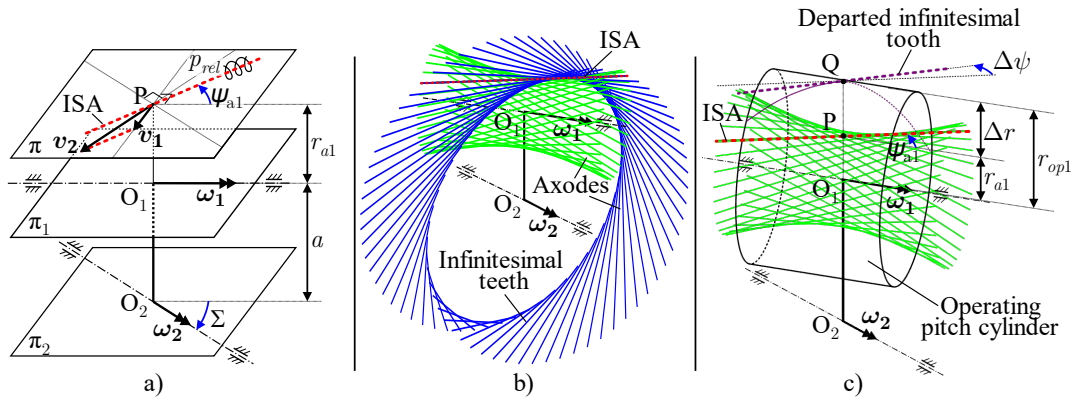 p_rel
ISA
P
ψ_a1
v_2
v_1
π
r_a1
O_1
ω_1
π_1
a
O_2
ω_2
Σ
π_2
a)
ISA
O_1
ω_1
Axodes
O_2
ω_2
Infinitesimal
teeth
b)
Departed infinitesimal
tooth
Q
Δψ
ISA
P
ψ_a1
Δr
r_a1
r_op1
O_1
ω_1
O_2
ω_2
Operating
pitch cylinder
c)